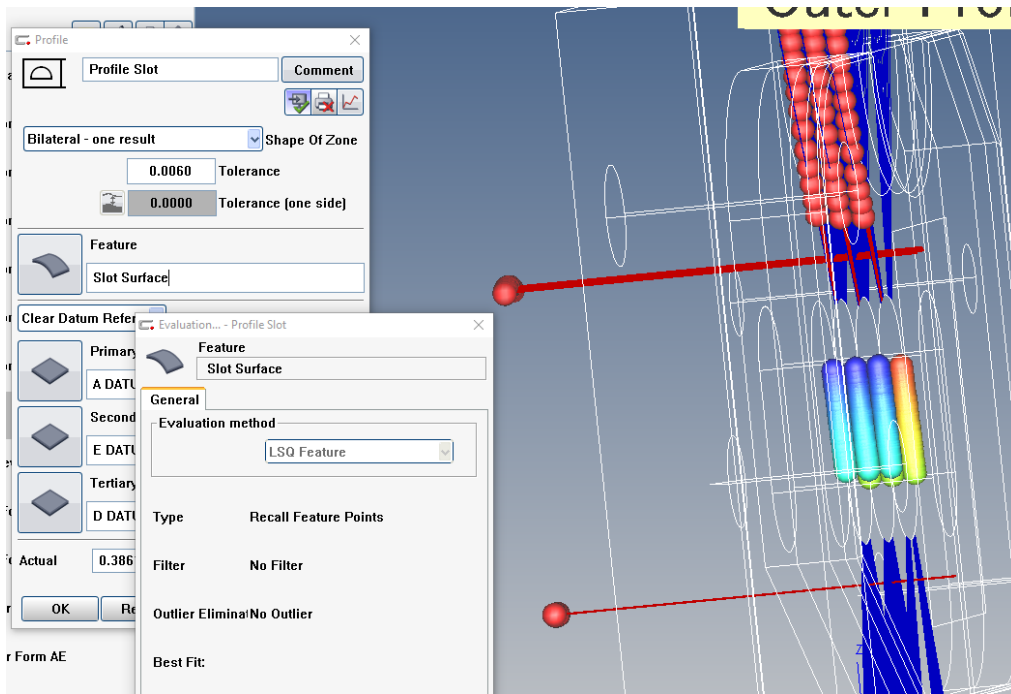 Outer Pro
Profile
Profile Slot
Comment
Bilateral - one result
Shape Of Zone
0.0060
Tolerance
0.0000
Tolerance (one side)
Feature
Slot Surface
Clear Datum Refer
Primary
A DATU
Second
E DATU
Tertiary
D DATU
Actual
0.386
OK
Re
r Form AE
Evaluation... - Profile Slot
Feature
Slot Surface
General
Evaluation method
LSQ Feature
Type
Recall Feature Points
Filter
No Filter
Outlier Eliminat
No Outlier
Best Fit:
Z